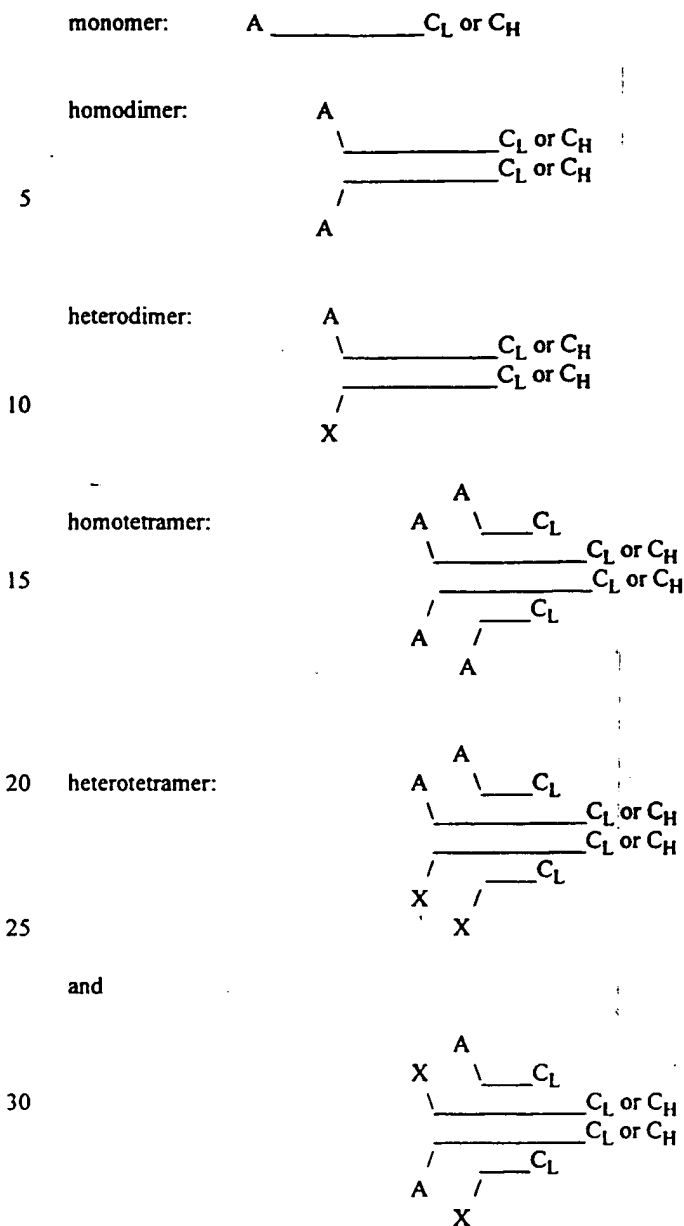 monomer: A C_L or C_H
homodimer: A
C_L or C_H
C_L or C_H
5
A
heterodimer: A
C_L or C_H
C_L or C_H
10
X
A
homotetramer: A C_L
C_L or C_H
15 C_L or C_H
C_L
A
A
A
20 heterotetramer: A C_L
C_L or C_H
C_L or C_H
C_L
X
25 X
and
A
X C_L
30 C_L or C_H
C_L or C_H
C_L
A
X